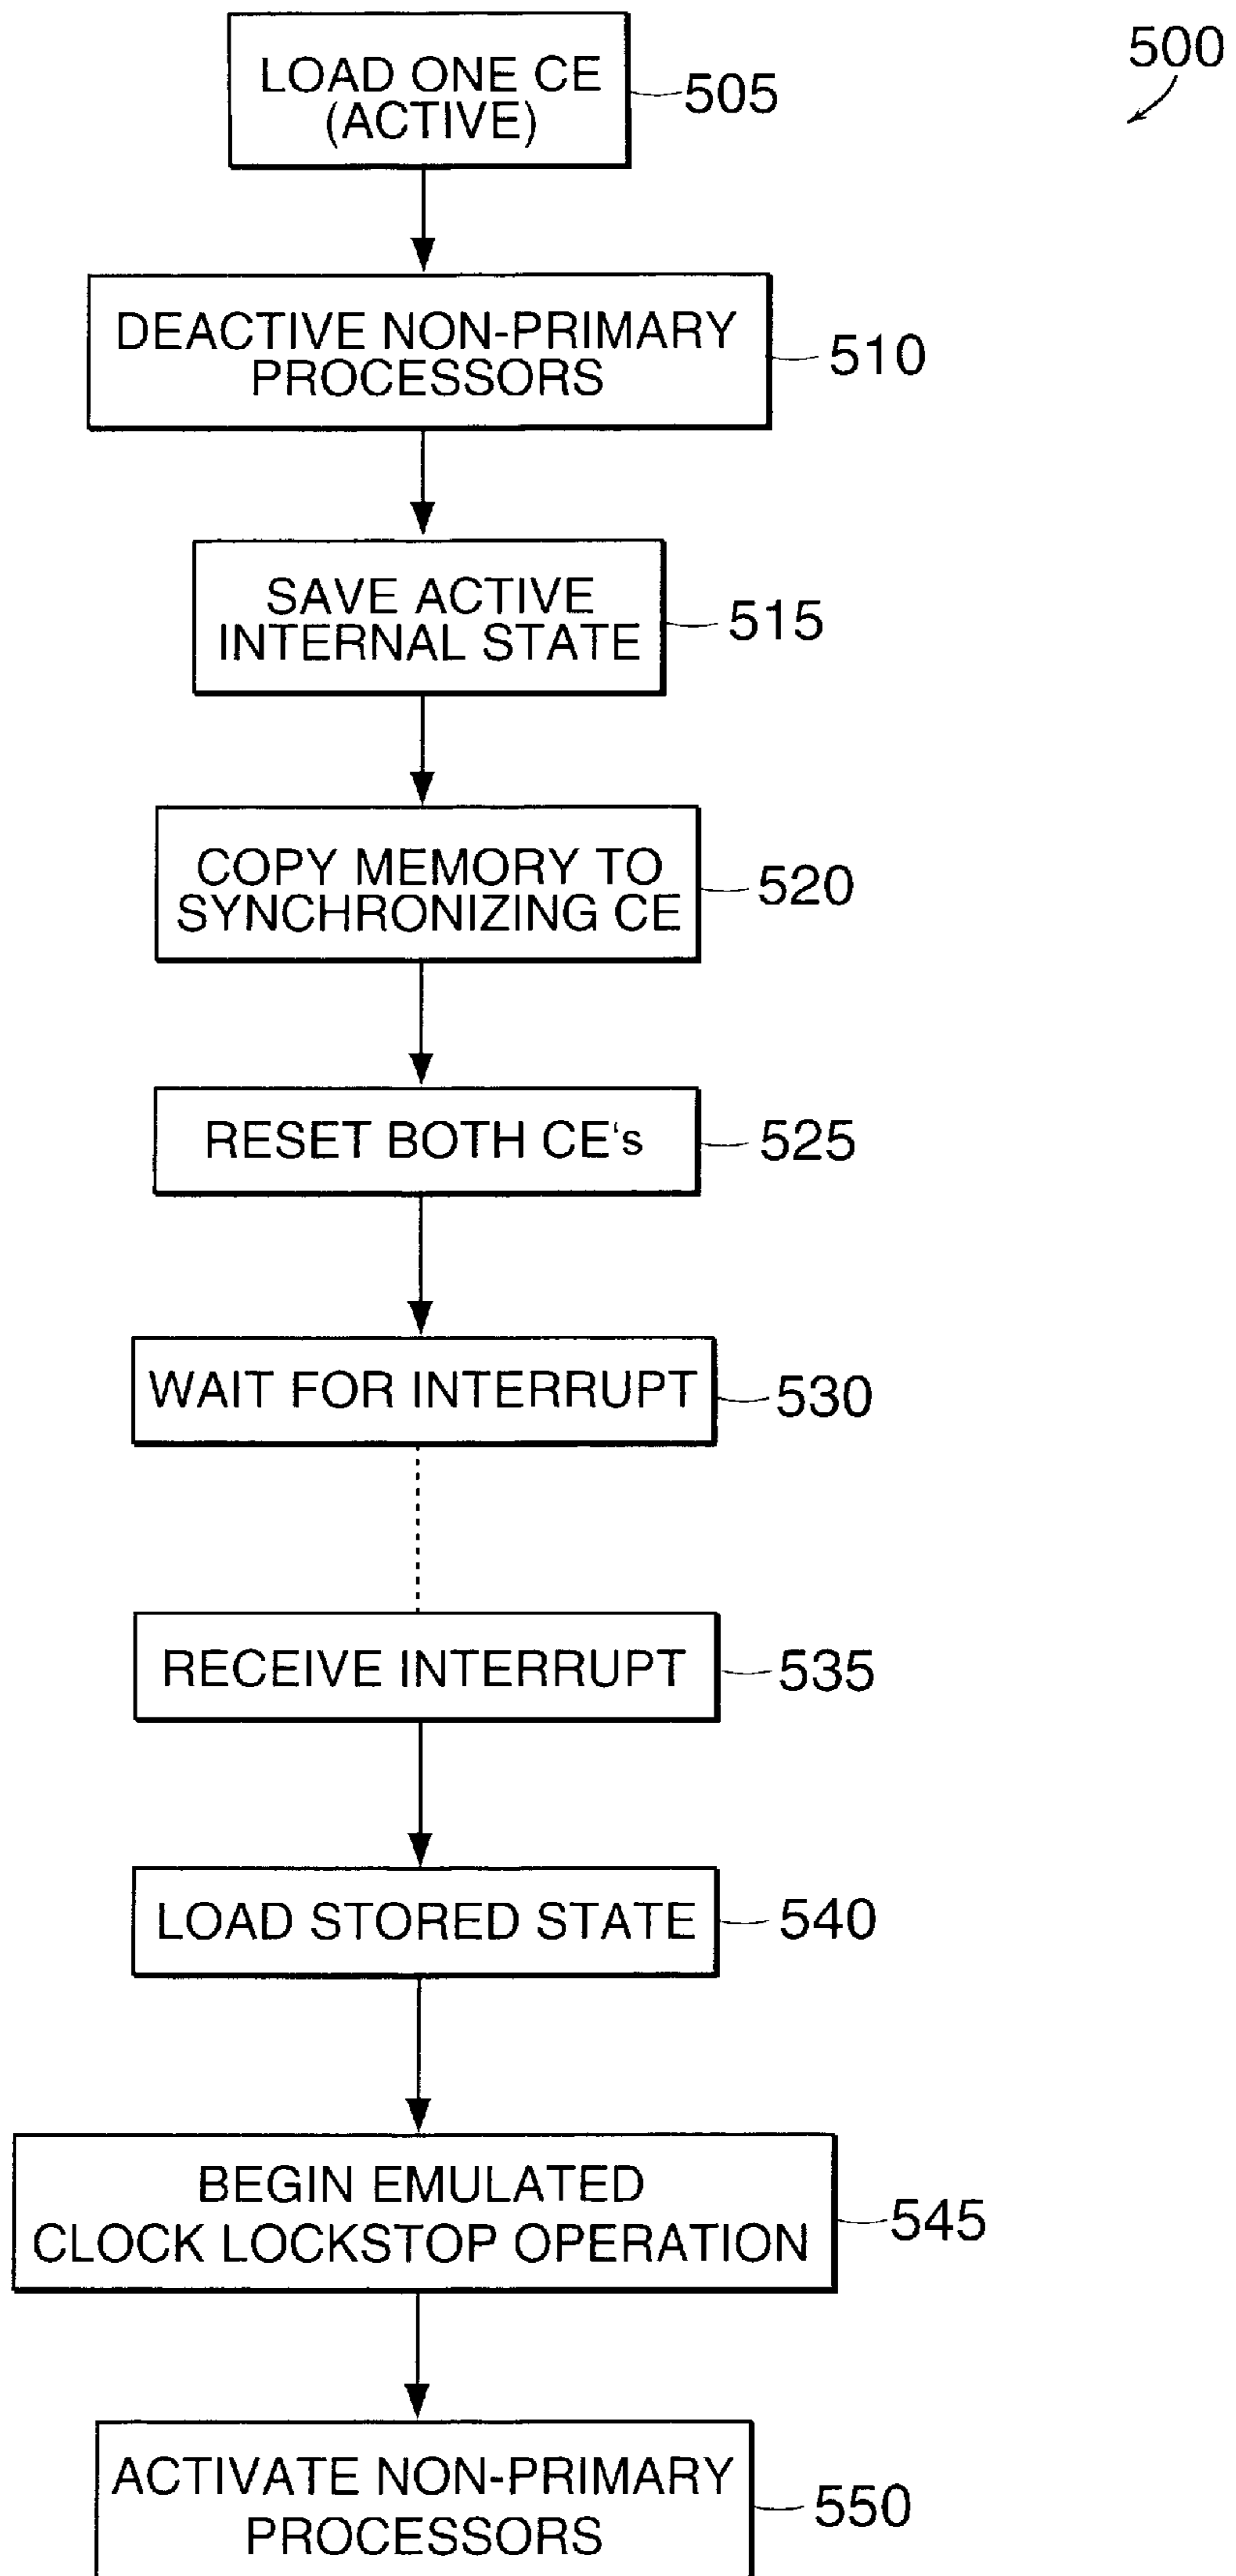 500
LOAD ONE CE
(ACTIVE)
505
DEACTIVE NON-PRIMARY
PROCESSORS
510
SAVE ACTIVE
INTERNAL STATE
515
COPY MEMORY TO
SYNCHRONIZING CE
520
RESET BOTH CE's
525
WAIT FOR INTERRUPT
530
RECEIVE INTERRUPT
535
LOAD STORED STATE
540
BEGIN EMULATED
CLOCK LOCKSTOP OPERATION
545
ACTIVATE NON-PRIMARY
PROCESSORS
550